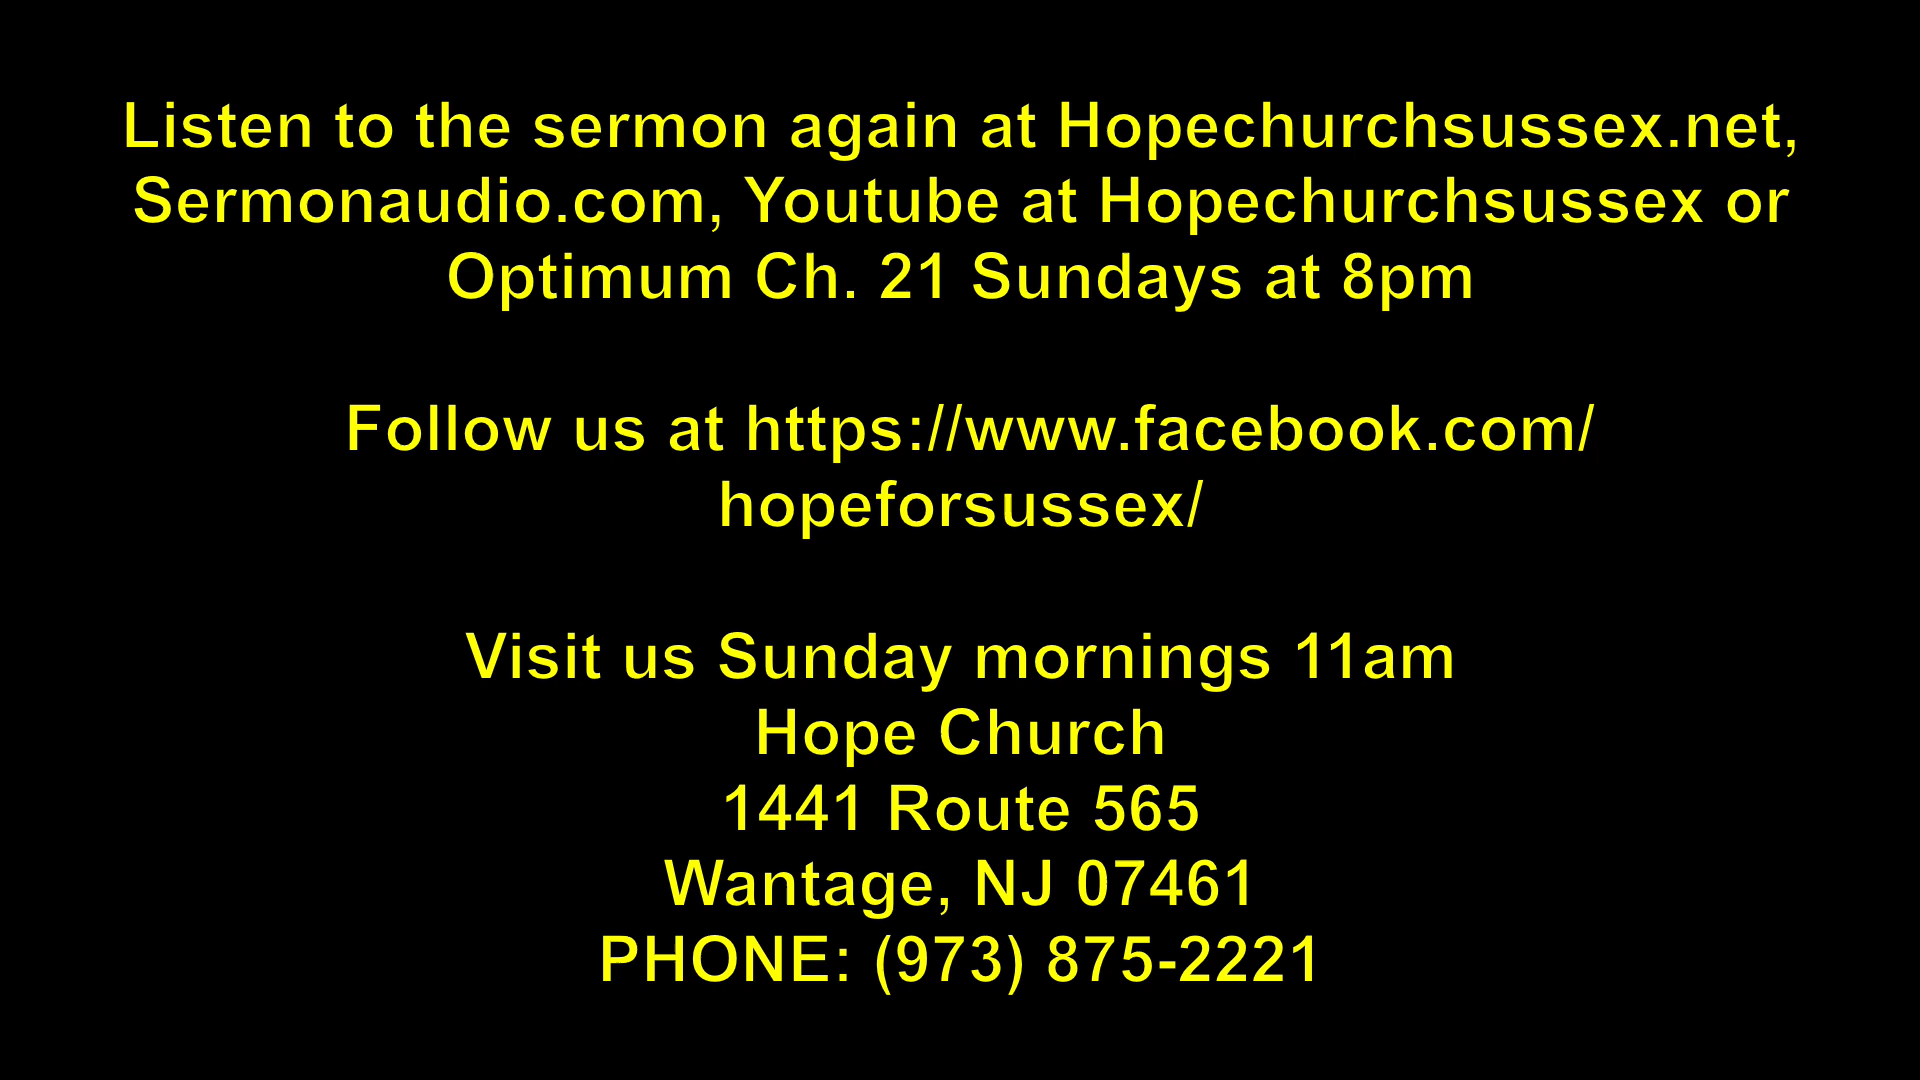 Listen to the sermon again at Hopechurchsussex.net,
Sermonaudio.com, Youtube at Hopechurchsussex or
Optimum Ch. 21 Sundays at 8pm
Follow us at https://www.facebook.com/
hopeforsussex/
Visit us Sunday mornings 11am
Hope Church
1441 Route 565
Wantage, NJ 07461
PHONE: (973) 875-2221